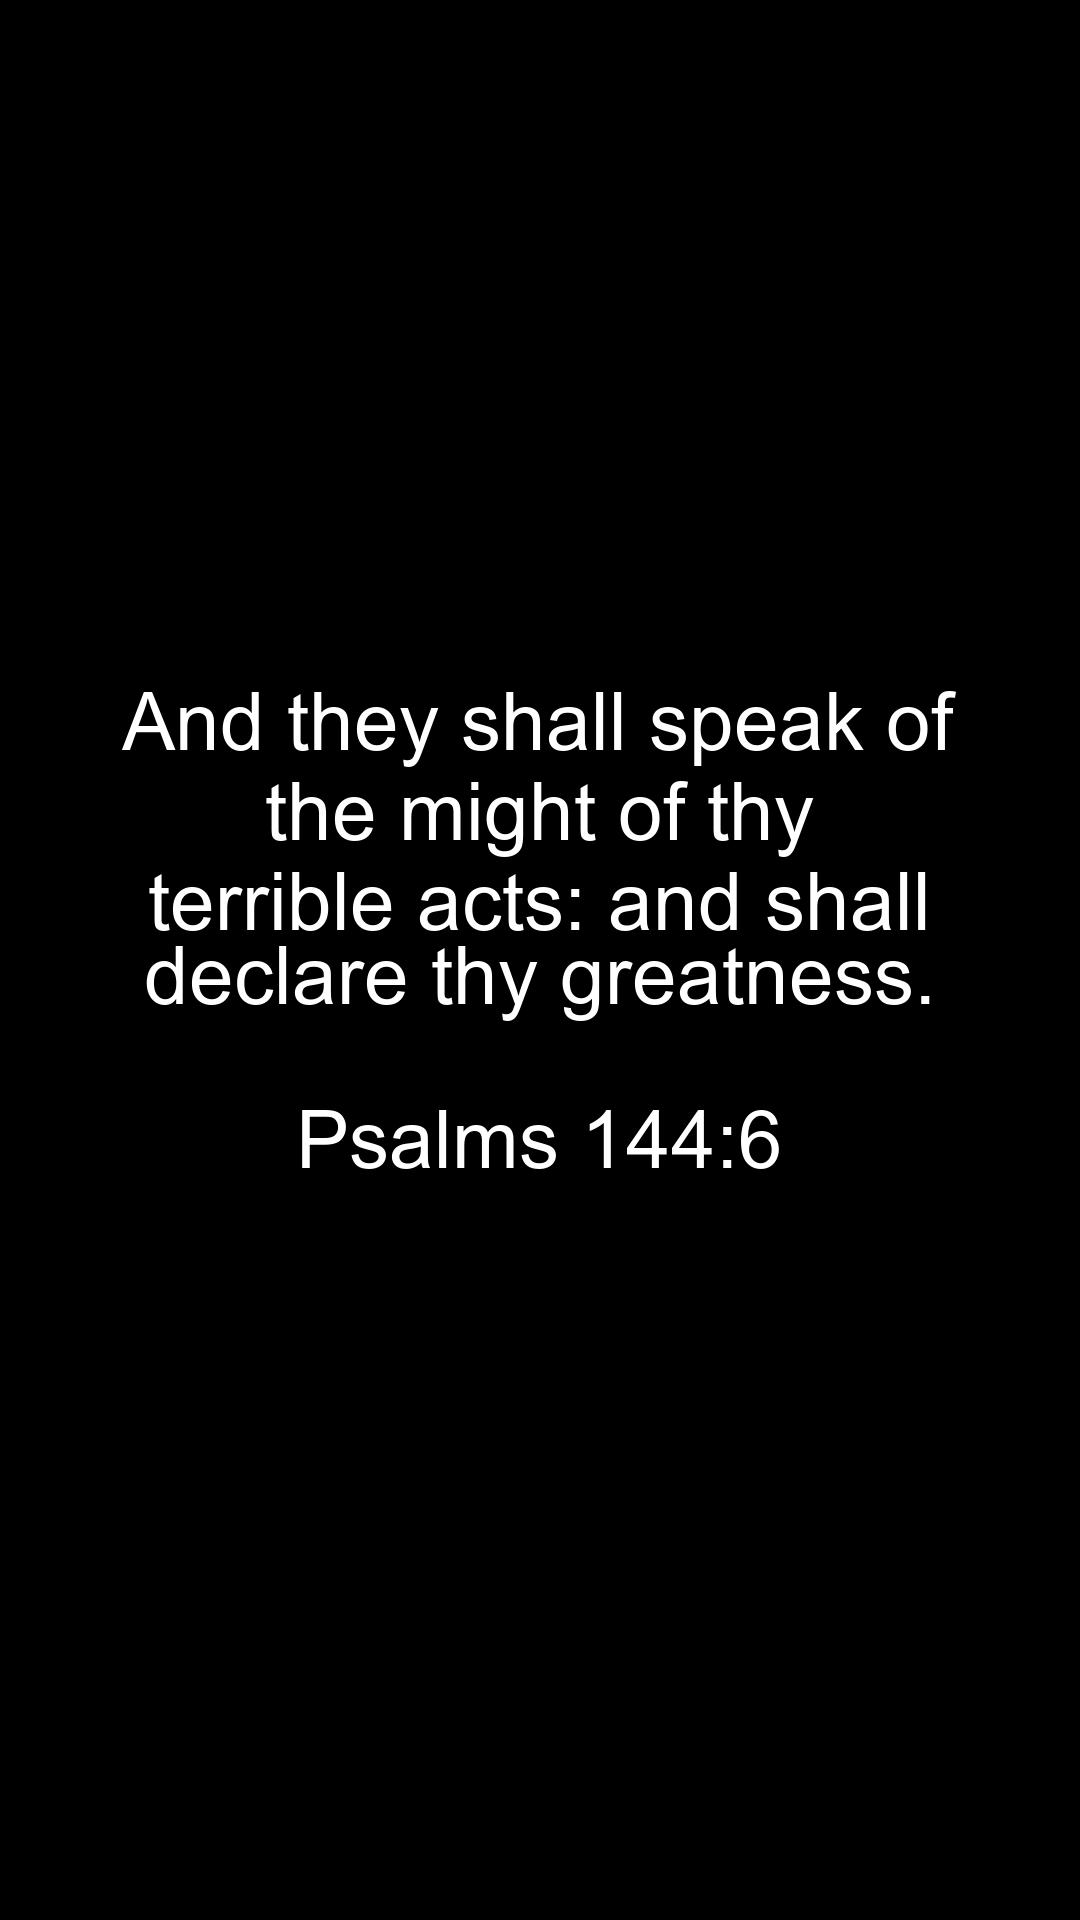 And they shall speak of
the might of thy
terrible acts: and shall
declare thy greatness.
Psalms 144:6